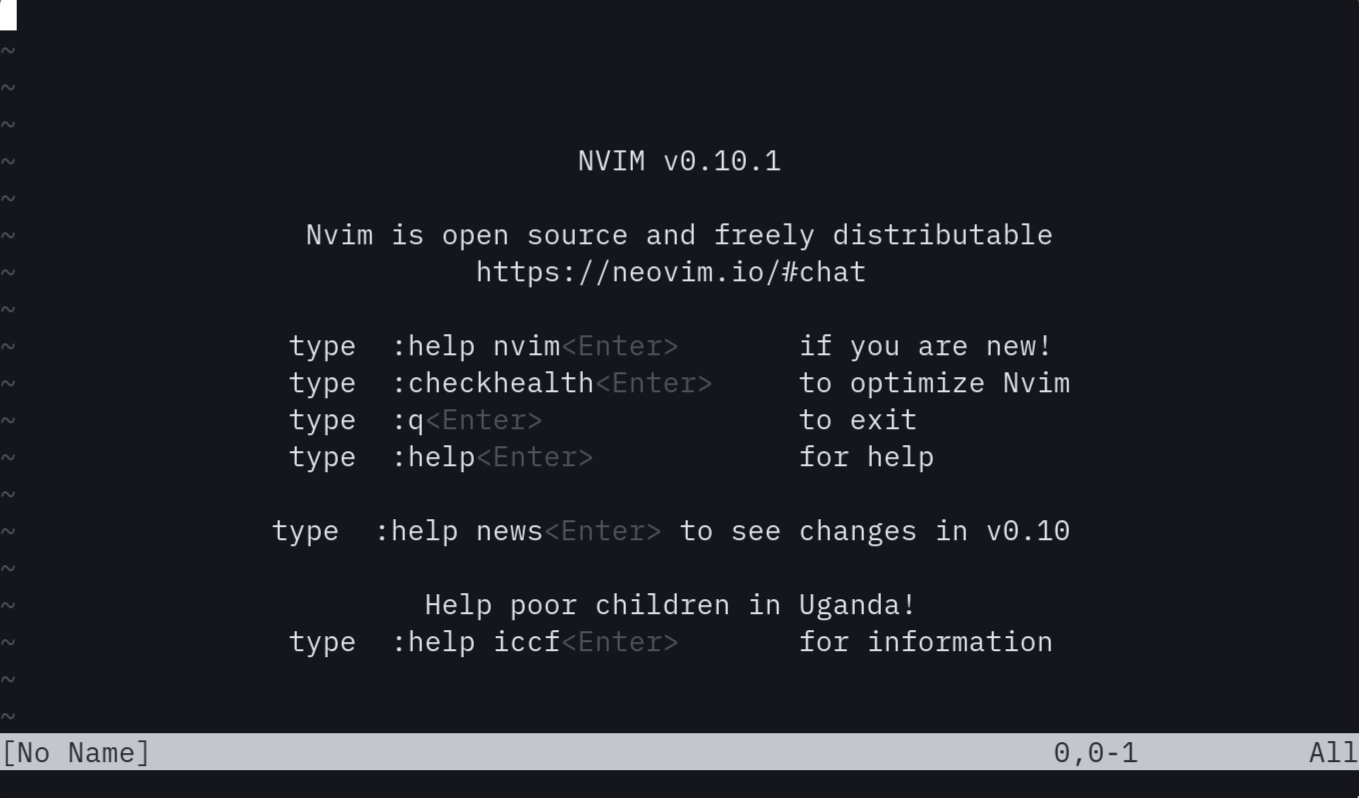 ~
~
~
~ NVIM v0.10.1
~
~ Nvim is open source and freely distributable
~ https://neovim.io/#chat
~
~ type :help nvim<Enter> if you are new!
~ type :checkhealth<Enter> to optimize Nvim
~ type :q<Enter> to exit
~ type :help<Enter> for help
~
~ type :help news<Enter> to see changes in v0.10
~
~ Help poor children in Uganda!
~ type :help iccf<Enter> for information
~
~
[No Name] 0,0-1 All